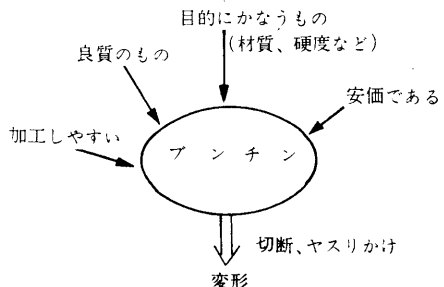 目的にかなうもの
(材質、硬度など)
良質のもの
安価である
加工しやすい
ブンチン
切断、ヤスリかけ
変形